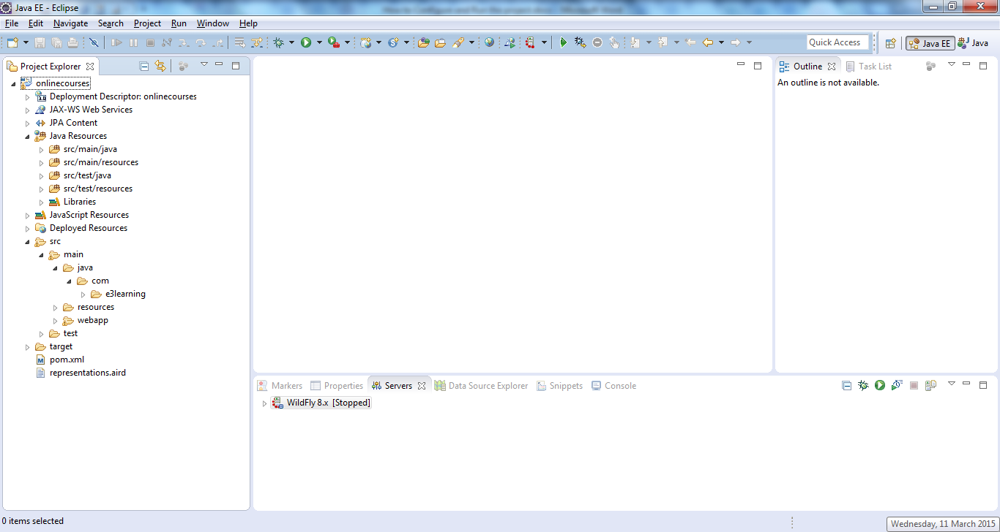 Java EE - Eclipse
File Edit Navigate Search Project Run Window Help
Quick Access
Java EE
Java
Project Explorer
onlinecourses
Deployment Descriptor: onlinecourses
3.0
JAX-WS Web Services
JPA Content
Java Resources
src/main/java
src/main/resources
src/test/java
src/test/resources
Libraries
JavaScript Resources
Deployed Resources
src
main
java
com
e3learning
resources
webapp
test
target
pom.xml
representations.aird
Outline Task List
An outline is not available.
Markers Properties Servers Data Source Explorer Snippets Console
WildFly 8.x [Stopped]
0 items selected
Wednesday, 11 March 2015